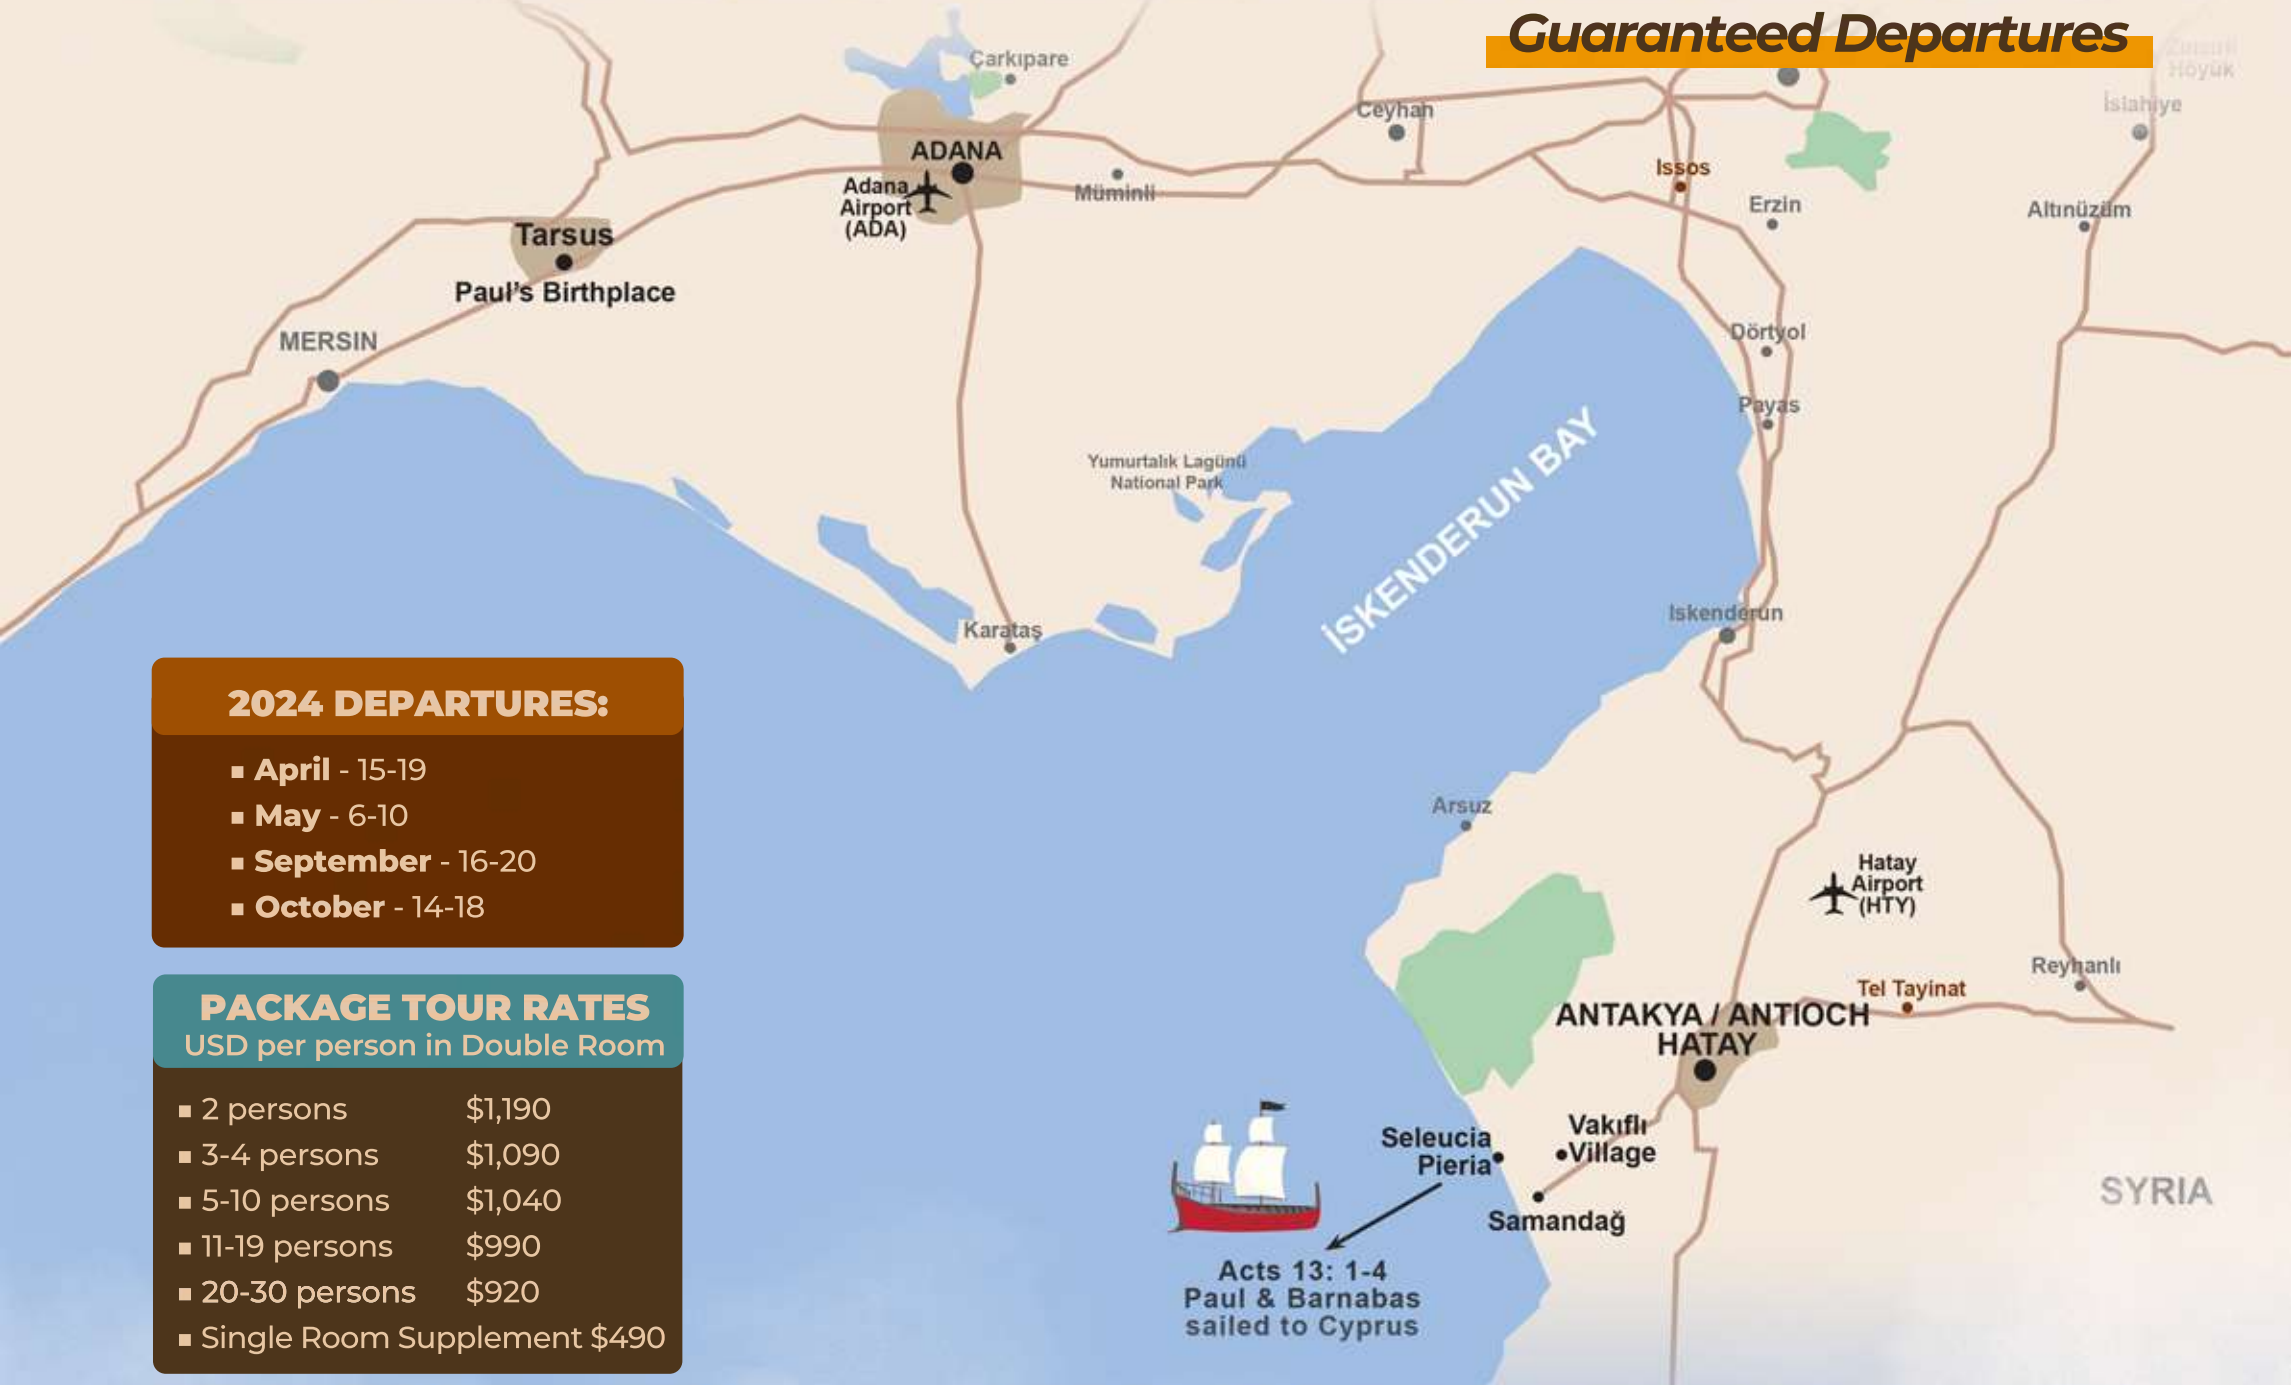 Guaranteed Departures
Zincirli
Höyük
Çarkıpare
İslahiye
Ceyhan
ADANA
Issos
Adana
Airport
(ADA)
Müminli
Erzin
Altınüzüm
Tarsus
Paul's Birthplace
MERSIN
Dörtyol
Payas
Yumurtalık Lagünü
National Park
İSKENDERUN BAY
Karataş
Iskenderun
2024 DEPARTURES:
▪ April - 15-19
▪ May - 6-10
▪ September - 16-20
▪ October - 14-18
Arsuz
Hatay
Airport
(HTY)
Reyhanlı
Tel Tayinat
ANTAKYA / ANTIOCH
HATAY
PACKAGE TOUR RATES
USD per person in Double Room
▪ 2 persons $1,190
▪ 3-4 persons $1,090
▪ 5-10 persons $1,040
▪ 11-19 persons $990
▪ 20-30 persons $920
▪ Single Room Supplement $490
Seleucia
Pieria
Vakıflı
Village
Samandağ
SYRIA
Acts 13: 1-4
Paul & Barnabas
sailed to Cyprus